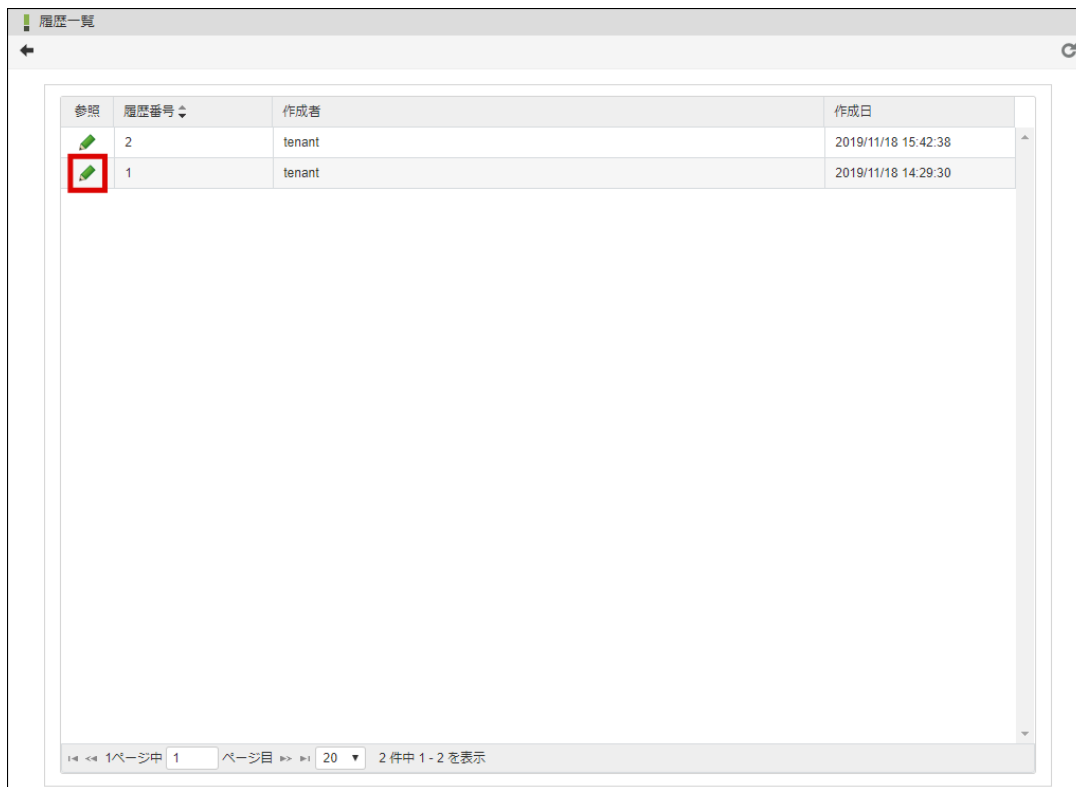 履歴一覧
参照 履歴番号 作成者 作成日
2 tenant 2019/11/18 15:42:38
1 tenant 2019/11/18 14:29:30
1ページ中 1 ページ目 20 2 件中 1 - 2 を表示